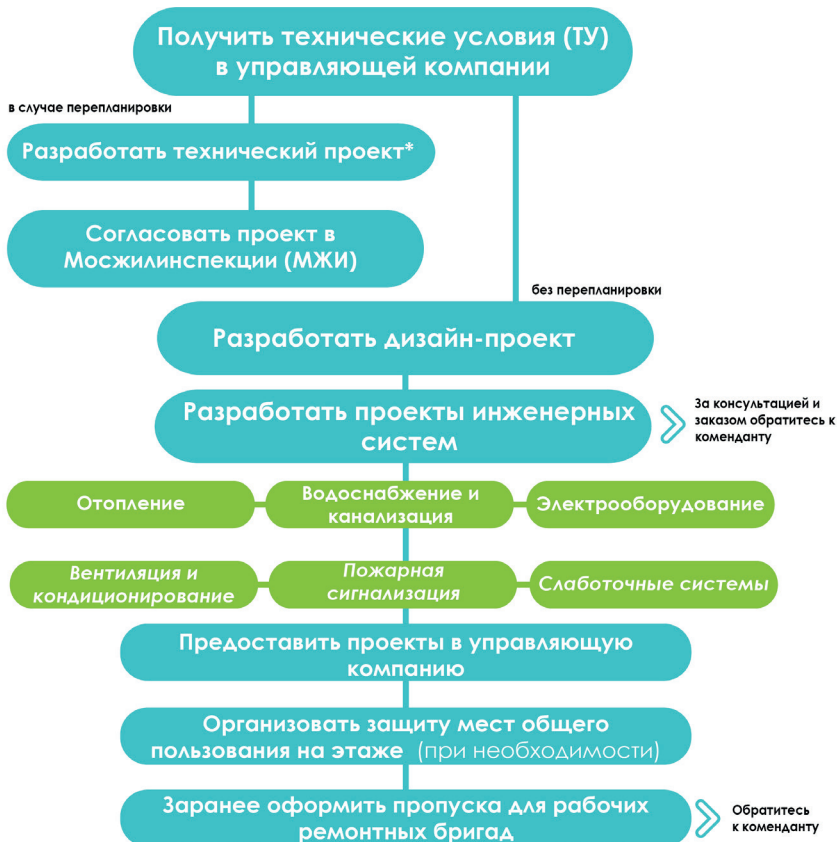 Получить технические условия (ТУ)
в управляющей компании
в случае перепланировки
Разработать технический проект*
Согласовать проект в
Мосжилинспекции (МЖИ)
без перепланировки
Разработать дизайн-проект
Разработать проекты инженерных
систем
За консультацией и
заказом обратитесь к
коменданту
Отопление
Водоснабжение и
канализация
Электрооборудование
Вентиляция и
кондиционирование
Пожарная
сигнализация
Слаботочные системы
Предоставить проекты в управляющую
компанию
Организовать защиту мест общего
пользования на этаже (при необходимости)
Заранее оформить пропуска для рабочих
ремонтных бригад
Обратитесь
к коменданту